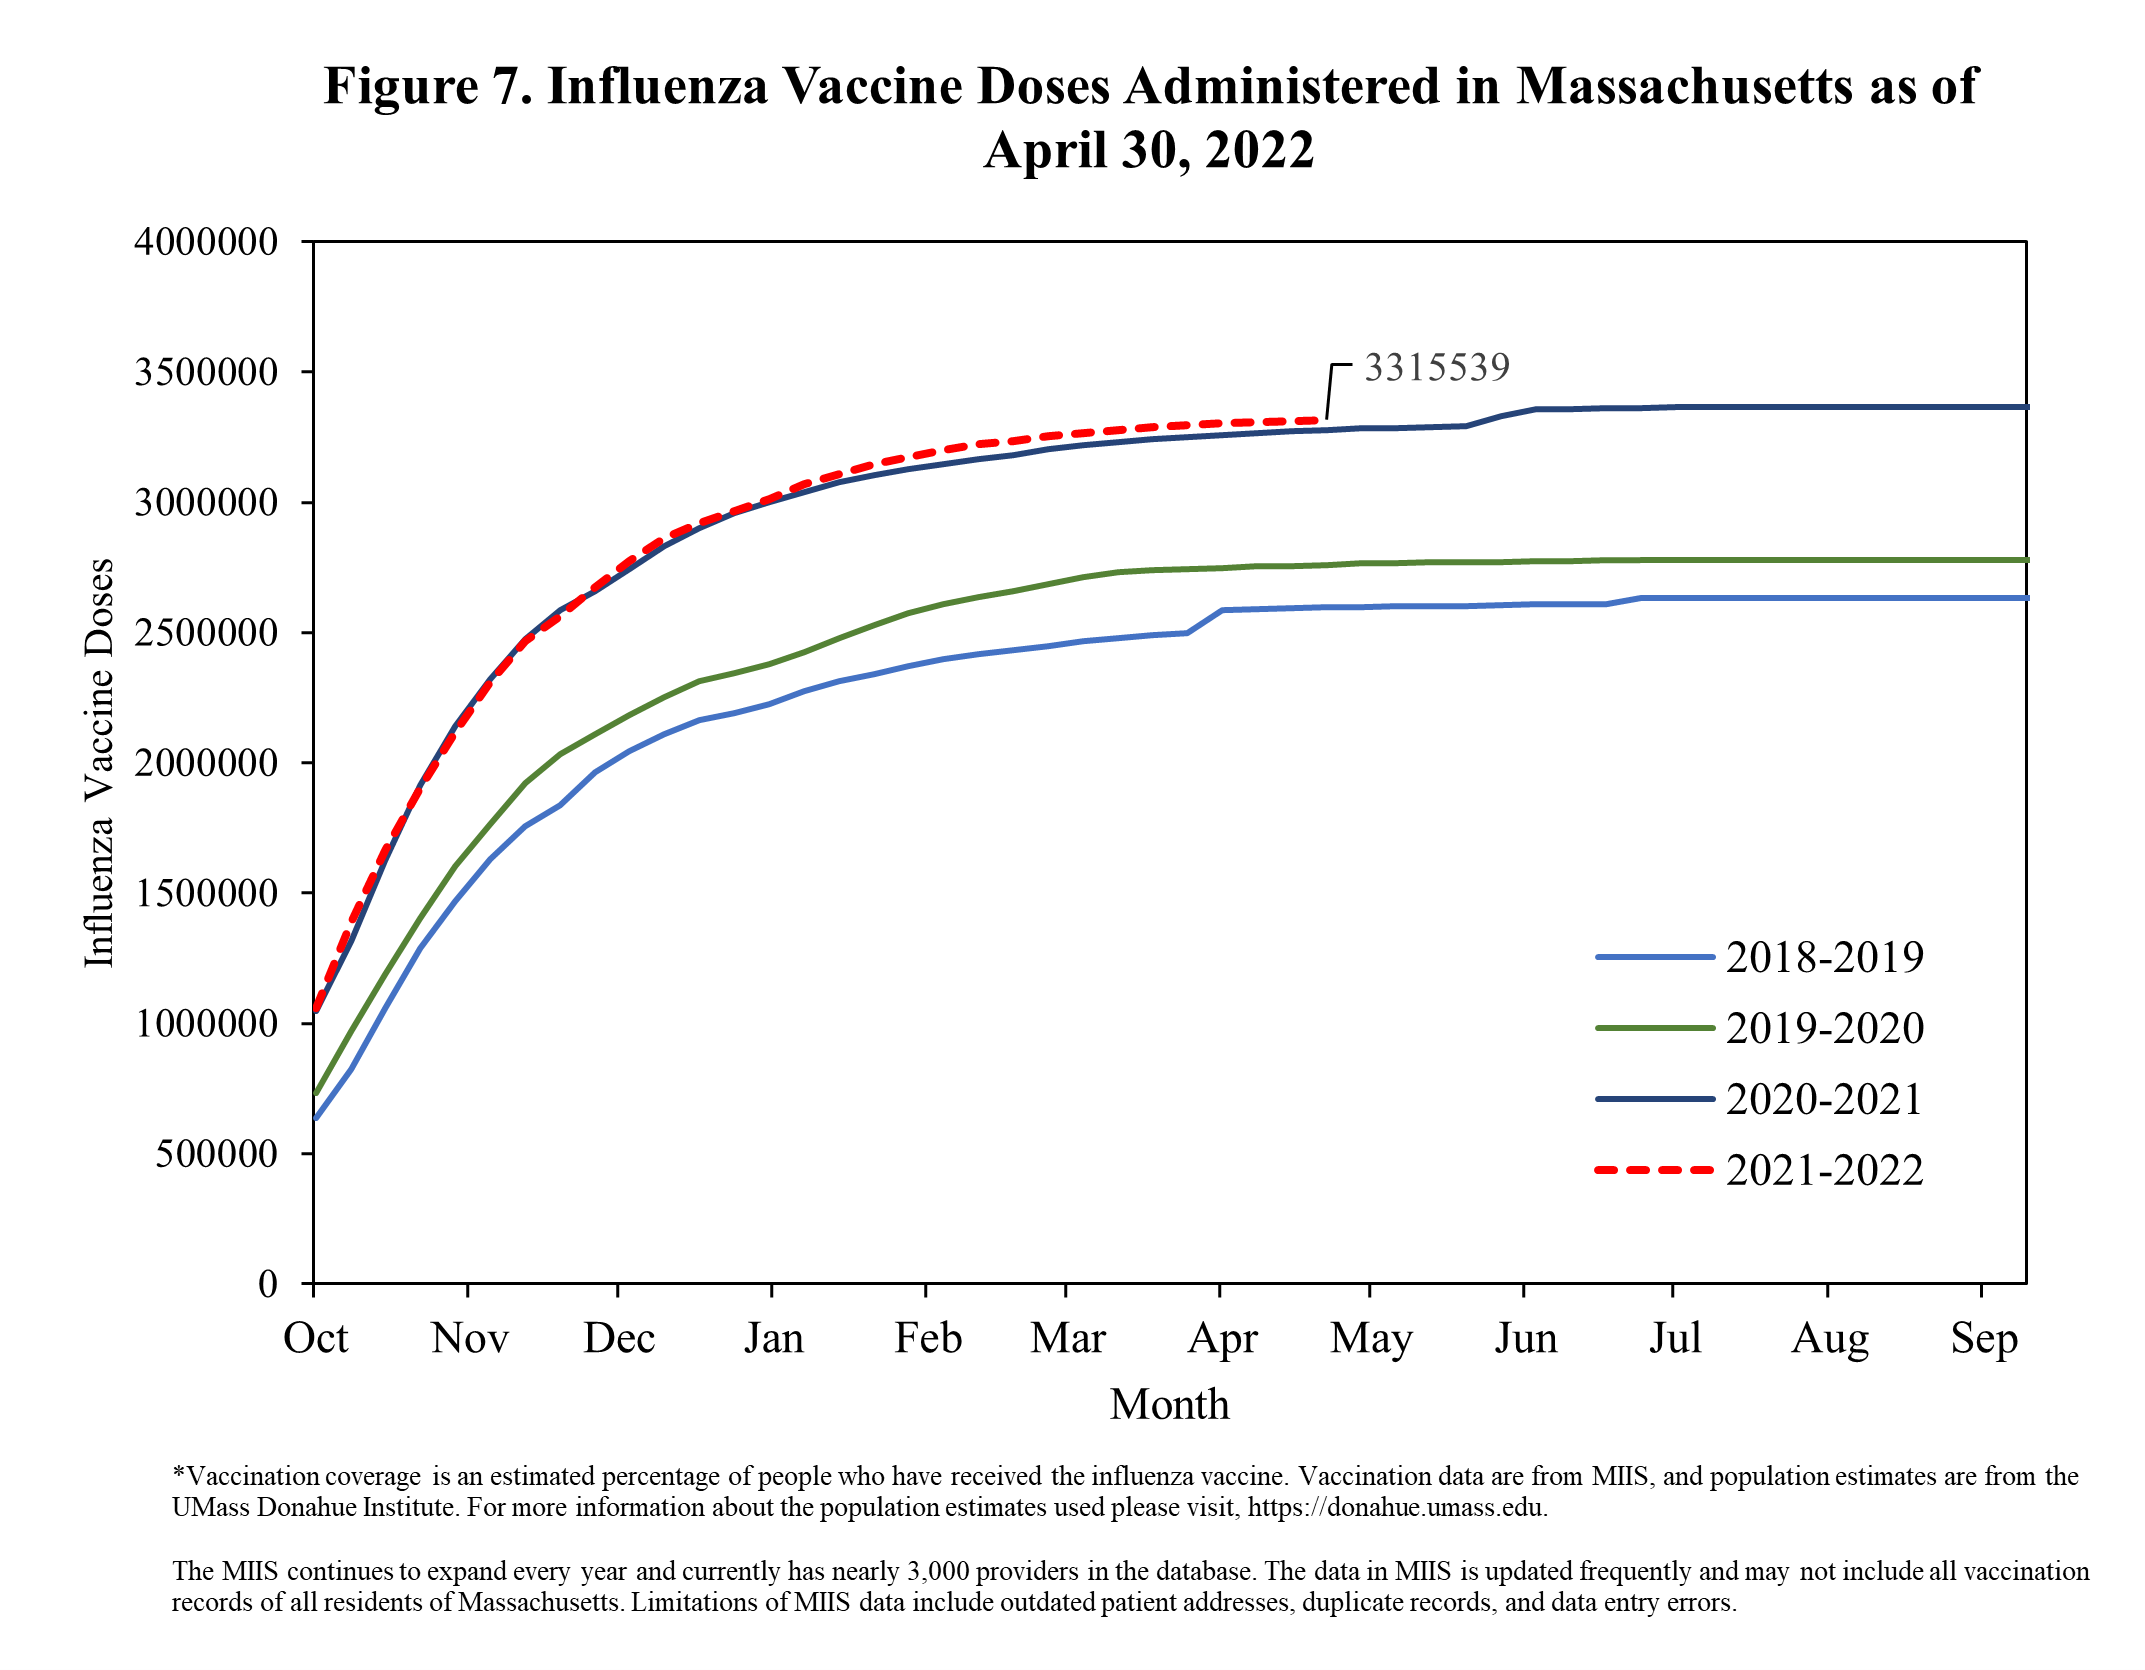 Figure 7. Influenza Vaccine Doses Administered in Massachusetts as of
April 30, 2022
4000000
3500000
3000000
2500000
2000000
1500000
1000000
500000
0
Influenza Vaccine Doses
3315539
2018-2019
2019-2020
2020-2021
2021-2022
Oct Nov Dec Jan Feb Mar Apr May Jun Jul Aug Sep
Month
*Vaccination coverage is an estimated percentage of people who have received the influenza vaccine. Vaccination data are from MIIS, and population estimates are from the
UMass Donahue Institute. For more information about the population estimates used please visit, https://donahue.umass.edu.
The MIIS continues to expand every year and currently has nearly 3,000 providers in the database. The data in MIIS is updated frequently and may not include all vaccination
records of all residents of Massachusetts. Limitations of MIIS data include outdated patient addresses, duplicate records, and data entry errors.